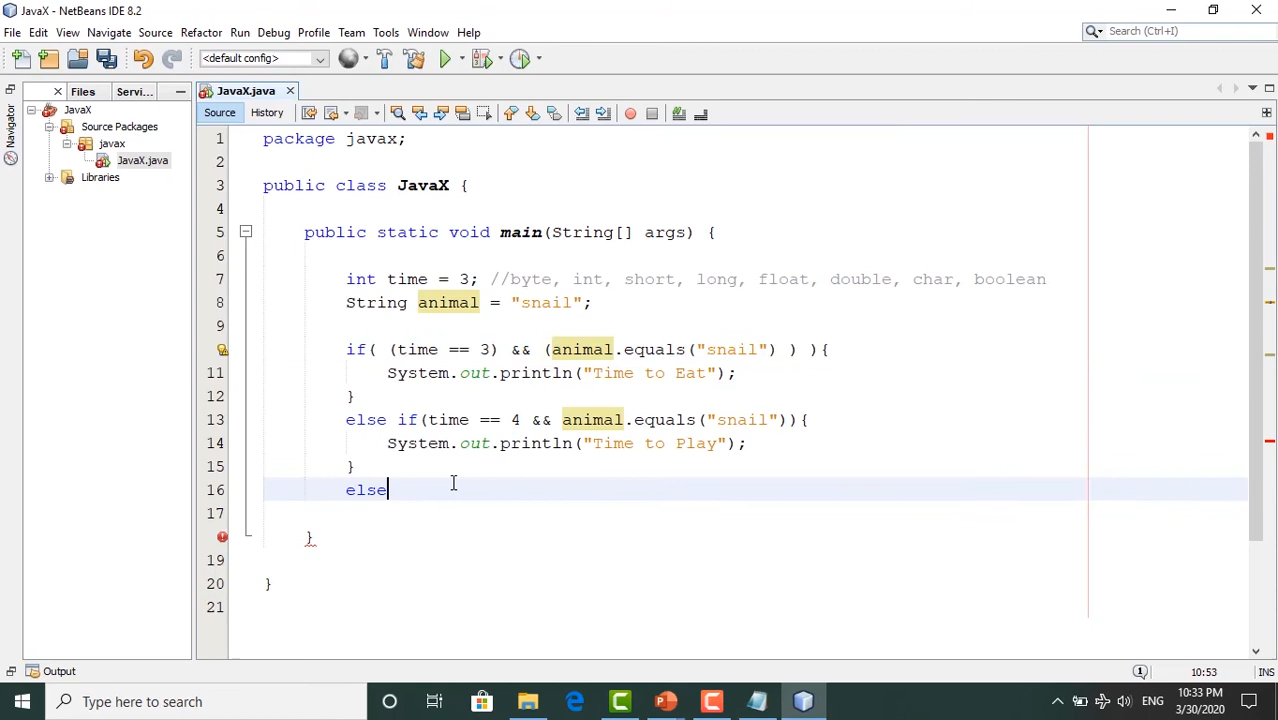 JavaX - NetBeans IDE 8.2
File Edit View Navigate Source Refactor Run Debug Profile Team Tools Window Help
Search (Ctrl+I)
<default config>
Files Servi...
JavaX.java
Navigator
JavaX
Source Packages
javax
JavaX.java
Libraries
Source History
1 package javax;
2
3 public class JavaX {
4
5 public static void main(String[] args) {
6
7 int time = 3; //byte, int, short, long, float, double, char, boolean
8 String animal = "snail";
9
if( (time == 3) && (animal.equals("snail") ) ){
11 System.out.println("Time to Eat");
12 }
13 else if(time == 4 && animal.equals("snail")){
14 System.out.println("Time to Play");
15 }
16 else
17
}
19
20 }
21
Output
1 10:53 INS
Type here to search
ENG
10:33 PM
3/30/2020